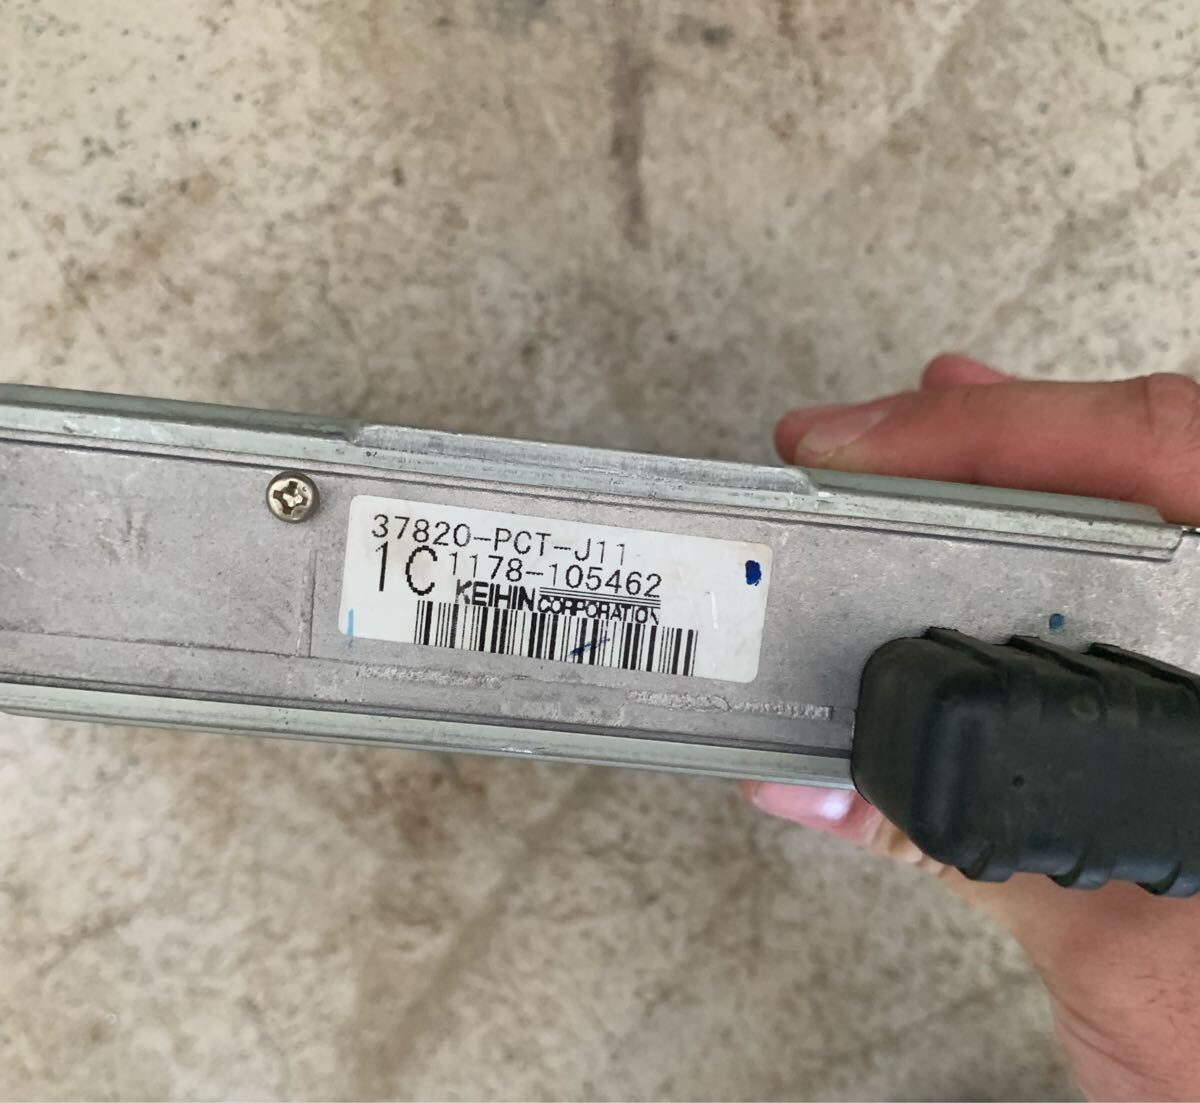 37820-PCT-J11
1C 1178-105462
KEIHIN CORPORATION